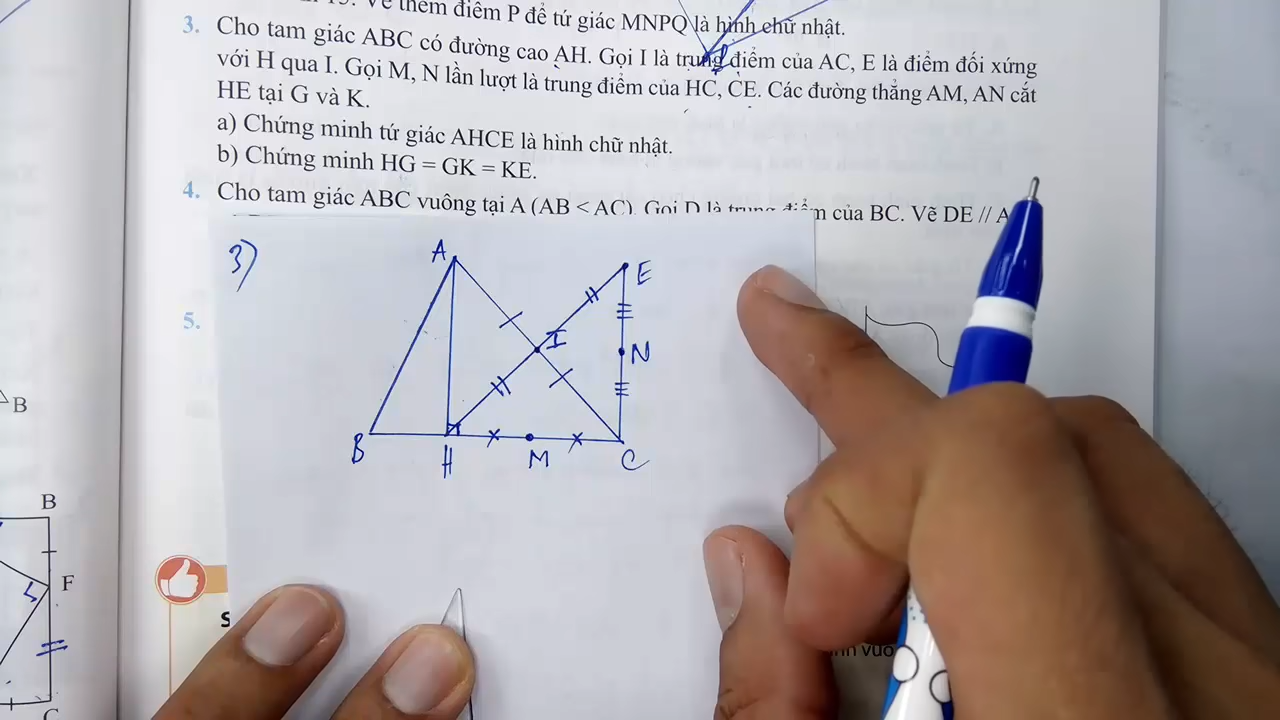 Vẽ thêm điểm P để tứ giác MNPQ là hình chữ nhật.
3. Cho tam giác ABC có đường cao AH. Gọi I là trung điểm của AC, E là điểm đối xứng
với H qua I. Gọi M, N lần lượt là trung điểm của HC, CE. Các đường thẳng AM, AN cắt
HE tại G và K.
a) Chứng minh tứ giác AHCE là hình chữ nhật.
b) Chứng minh HG = GK = KE.
4. Cho tam giác ABC vuông tại A (AB < AC). Gọi D là trung điểm của BC. Vẽ DE // A
3)
A
E
I
N
5.
B
B
H
M
C
B
F
C